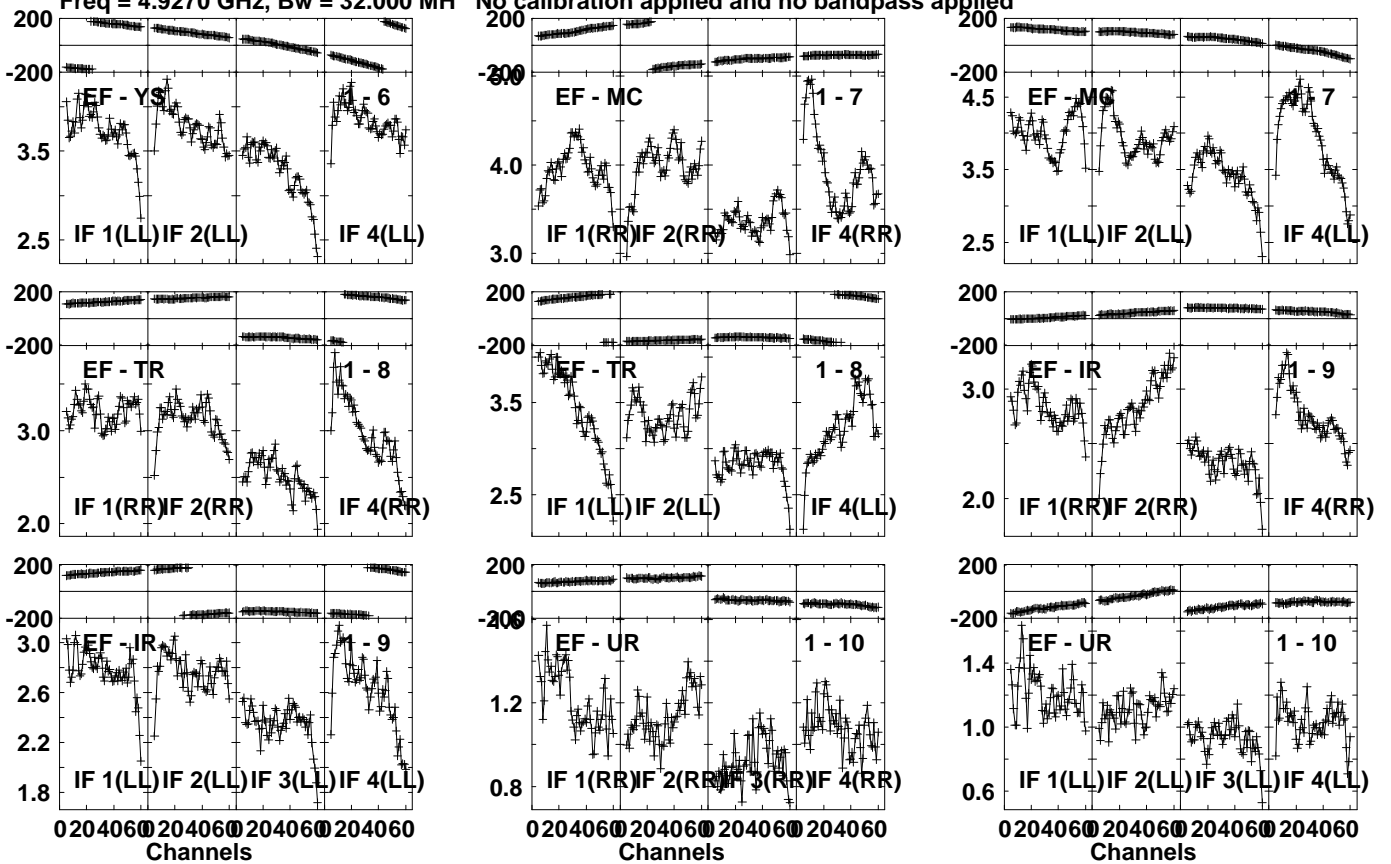 Freq = 4.9270 GHz, Bw = 32.000 MH No calibration applied and no bandpass applied
200
-200
EF - YS 1 - 6
3.5
2.5
IF 1(LL) IF 2(LL) IF 4(LL)
200
-200
5.0
EF - MC 1 - 7
4.0
3.0
IF 1(RR) IF 2(RR) IF 4(RR)
200
-200
4.5
EF - MC 1 - 7
3.5
2.5
IF 1(LL) IF 2(LL) IF 4(LL)
200
-200
EF - TR 1 - 8
3.0
2.0
IF 1(RR) IF 2(RR) IF 4(RR)
200
-200
EF - TR 1 - 8
3.5
2.5
IF 1(LL) IF 2(LL) IF 4(LL)
200
-200
EF - IR 1 - 9
3.0
2.0
IF 1(RR) IF 2(RR) IF 4(RR)
200
-200
EF - IR 1 - 9
3.0
2.6
2.2
1.8
IF 1(LL) IF 2(LL) IF 3(LL) IF 4(LL)
0 20 40 60 0 20 40 60 0 20 40 60 0 20 40 60
Channels
200
-200
1.6
EF - UR 1 - 10
1.2
0.8
IF 1(RR) IF 2(RR) IF 3(RR) IF 4(RR)
0 20 40 60 0 20 40 60 0 20 40 60 0 20 40 60
Channels
200
-200
EF - UR 1 - 10
1.4
1.0
0.6
IF 1(LL) IF 2(LL) IF 3(LL) IF 4(LL)
0 20 40 60 0 20 40 60 0 20 40 60 0 20 40 60
Channels